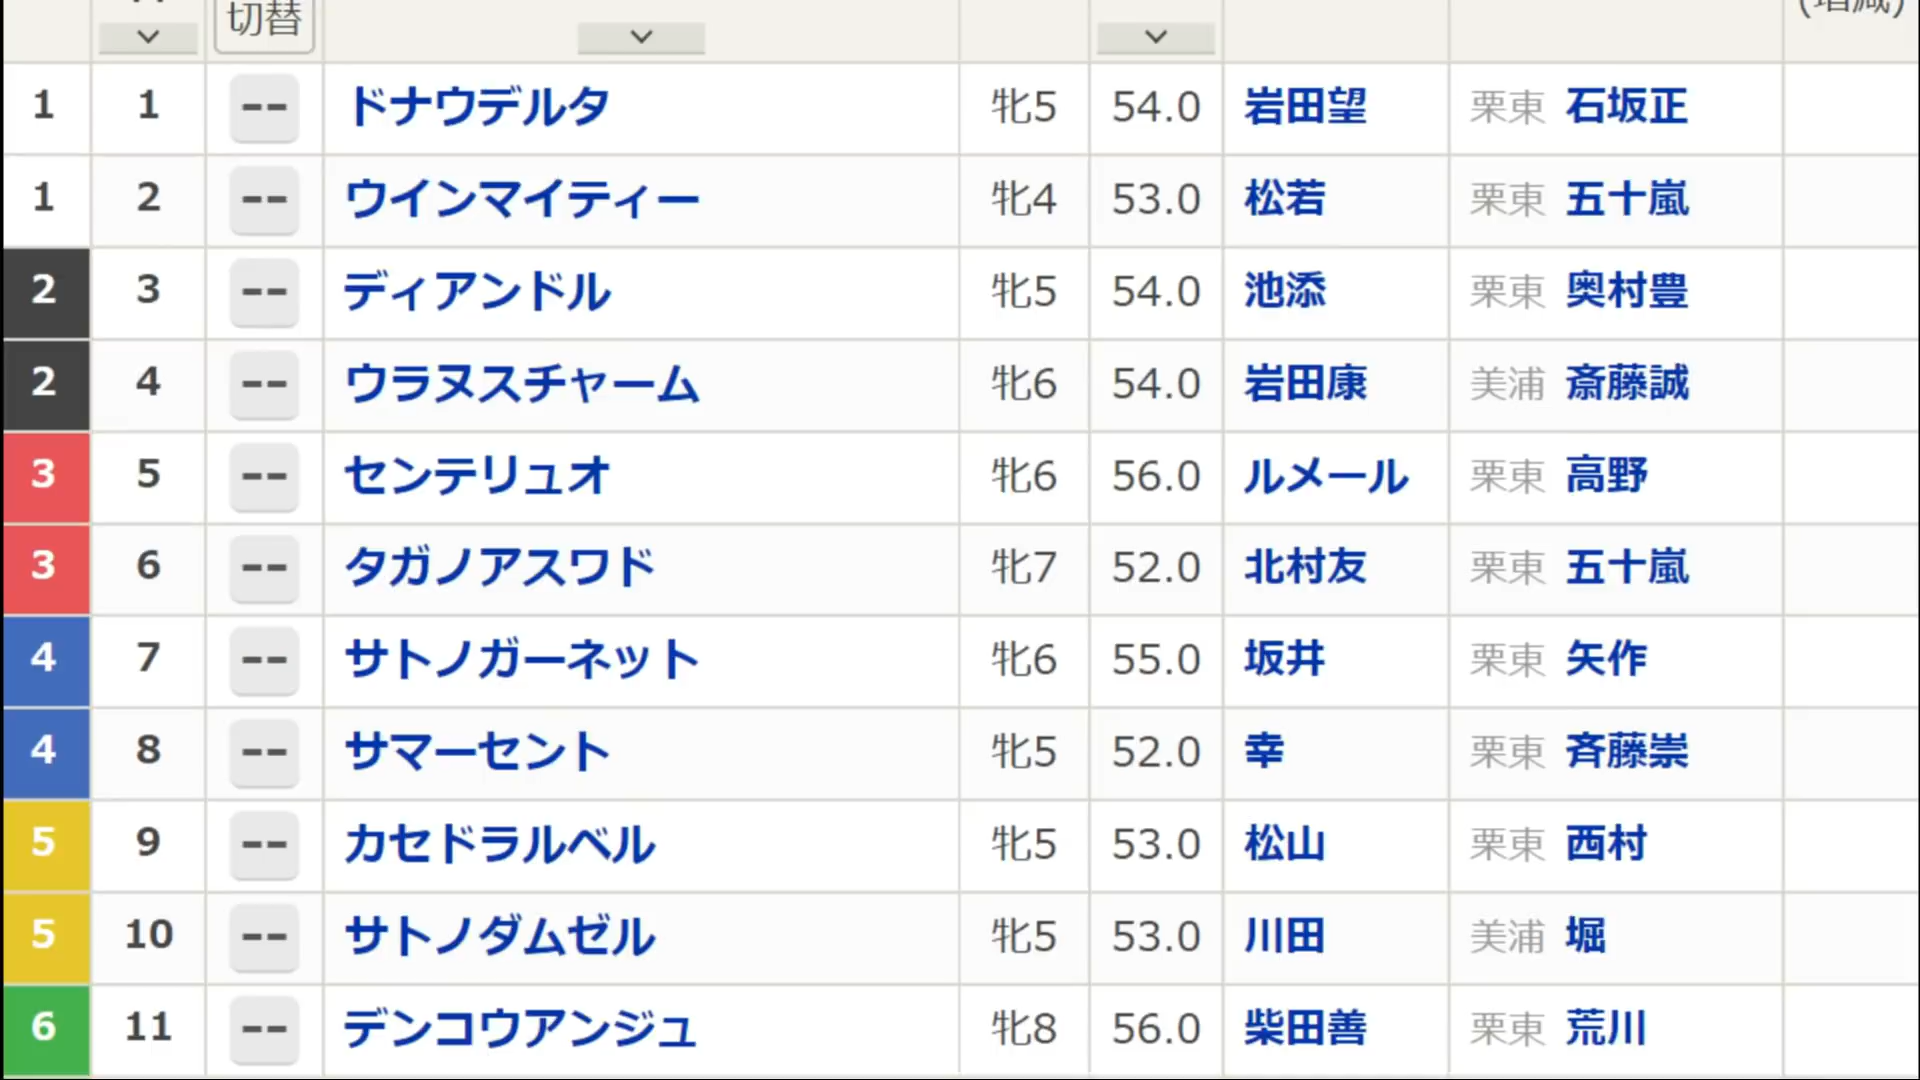 切替
(増減)
1 1 -- ドナウデルタ 牝5 54.0 岩田望 栗東 石坂正
1 2 -- ウインマイティー 牝4 53.0 松若 栗東 五十嵐
2 3 -- ディアンドル 牝5 54.0 池添 栗東 奥村豊
2 4 -- ウラヌスチャーム 牝6 54.0 岩田康 美浦 斎藤誠
3 5 -- センテリュオ 牝6 56.0 ルメール 栗東 高野
3 6 -- タガノアスワド 牝7 52.0 北村友 栗東 五十嵐
4 7 -- サトノガーネット 牝6 55.0 坂井 栗東 矢作
4 8 -- サマーセント 牝5 52.0 幸 栗東 斉藤崇
5 9 -- カセドラルベル 牝5 53.0 松山 栗東 西村
5 10 -- サトノダムゼル 牝5 53.0 川田 美浦 堀
6 11 -- デンコウアンジュ 牝8 56.0 柴田善 栗東 荒川